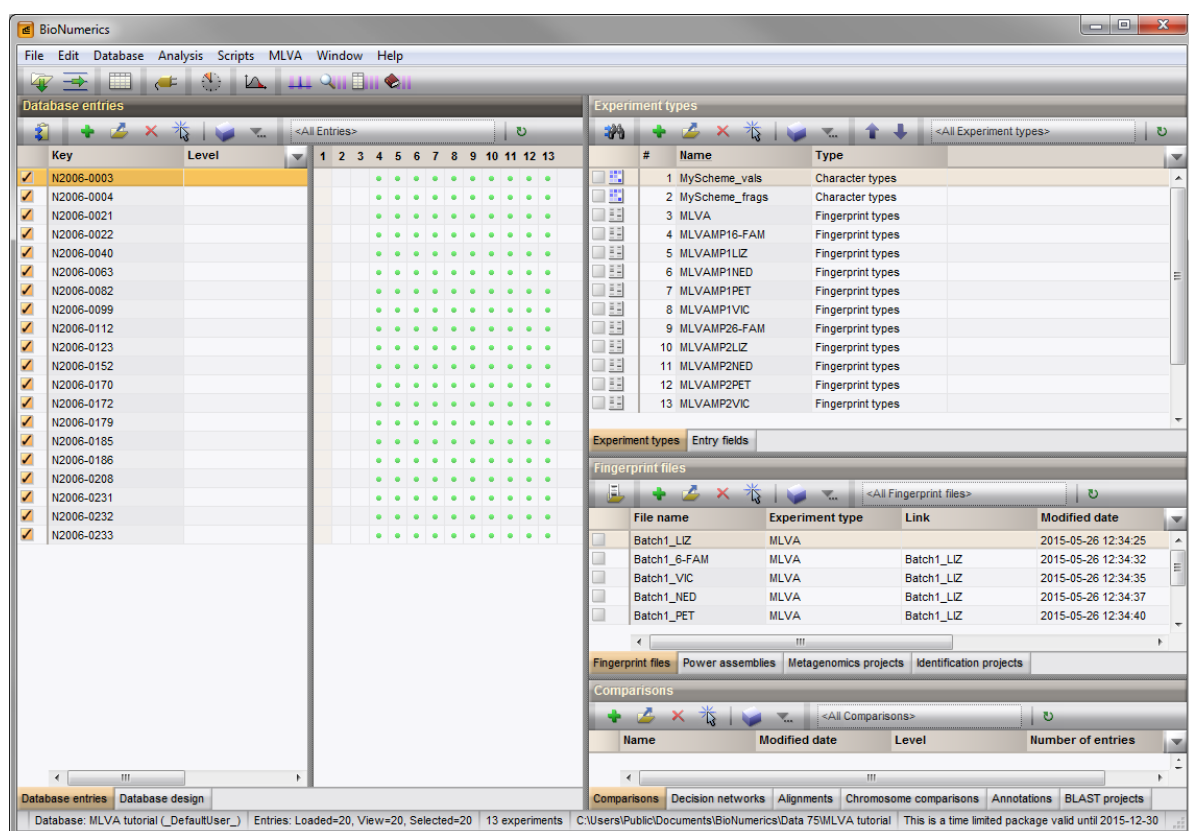 BioNumerics
File Edit Database Analysis Scripts MLVA Window Help
Database entries
<All Entries>
Key Level 1 2 3 4 5 6 7 8 9 10 11 12 13
N2006-0003
N2006-0004
N2006-0021
N2006-0022
N2006-0040
N2006-0063
N2006-0082
N2006-0099
N2006-0112
N2006-0123
N2006-0152
N2006-0170
N2006-0172
N2006-0179
N2006-0185
N2006-0186
N2006-0208
N2006-0231
N2006-0232
N2006-0233
Database entries Database design
Experiment types
<All Experiment types>
# Name Type
1 MyScheme_vals Character types
2 MyScheme_frags Character types
3 MLVA Fingerprint types
4 MLVAMP16-FAM Fingerprint types
5 MLVAMP1LIZ Fingerprint types
6 MLVAMP1NED Fingerprint types
7 MLVAMP1PET Fingerprint types
8 MLVAMP1VIC Fingerprint types
9 MLVAMP26-FAM Fingerprint types
10 MLVAMP2LIZ Fingerprint types
11 MLVAMP2NED Fingerprint types
12 MLVAMP2PET Fingerprint types
13 MLVAMP2VIC Fingerprint types
Experiment types Entry fields
Fingerprint files
<All Fingerprint files>
File name Experiment type Link Modified date
Batch1_LIZ MLVA 2015-05-26 12:34:25
Batch1_6-FAM MLVA Batch1_LIZ 2015-05-26 12:34:32
Batch1_VIC MLVA Batch1_LIZ 2015-05-26 12:34:35
Batch1_NED MLVA Batch1_LIZ 2015-05-26 12:34:37
Batch1_PET MLVA Batch1_LIZ 2015-05-26 12:34:40
Fingerprint files Power assemblies Metagenomics projects Identification projects
Comparisons
<All Comparisons>
Name Modified date Level Number of entries
Comparisons Decision networks Alignments Chromosome comparisons Annotations BLAST projects
Database: MLVA tutorial (_DefaultUser_) Entries: Loaded=20, View=20, Selected=20 13 experiments C:\Users\Public\Documents\BioNumerics\Data 75\MLVA tutorial This is a time limited package valid until 2015-12-30